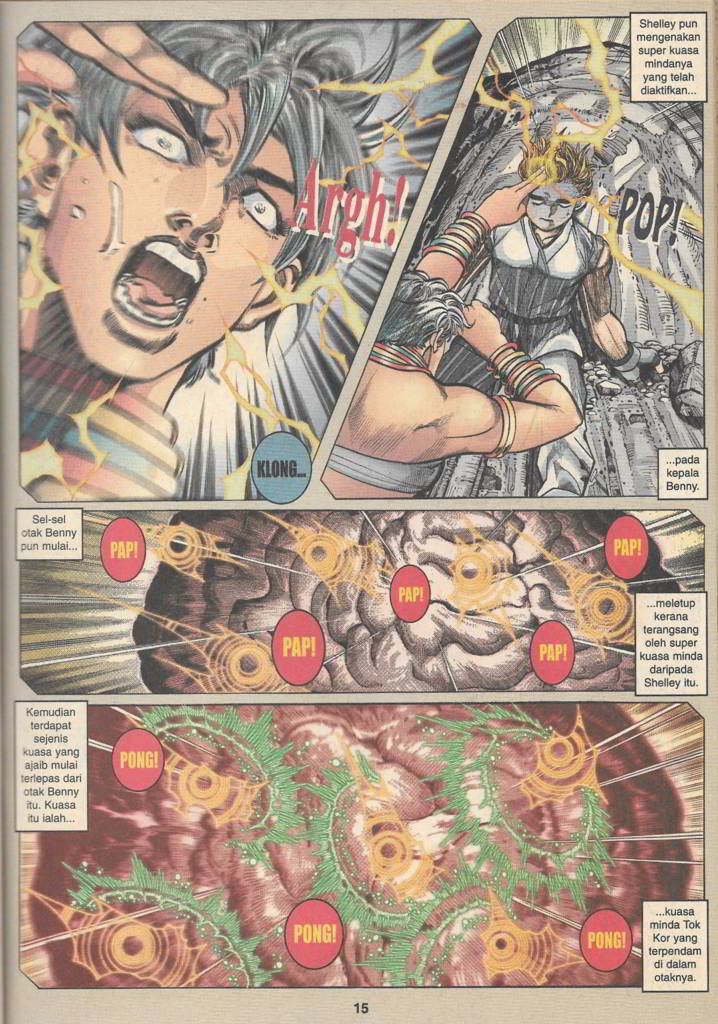 Argh!
KLONG...
Shelley pun
mengenakan
super kuasa
mindanya
yang telah
diaktifkan...
POP!
...pada
kepala
Benny.
Sel-sel
otak Benny
pun mulai...
PAP!
PAP!
PAP!
PAP!
PAP!
...meletup
kerana
terangsang
oleh super
kuasa minda
daripada
Shelley itu.
Kemudian
terdapat
sejenis
kuasa yang
ajaib mulai
terlepas dari
otak Benny
itu. Kuasa
itu ialah...
PONG!
PONG!
PONG!
...kuasa
minda Tok
Kor yang
terpendam
di dalam
otaknya.
15